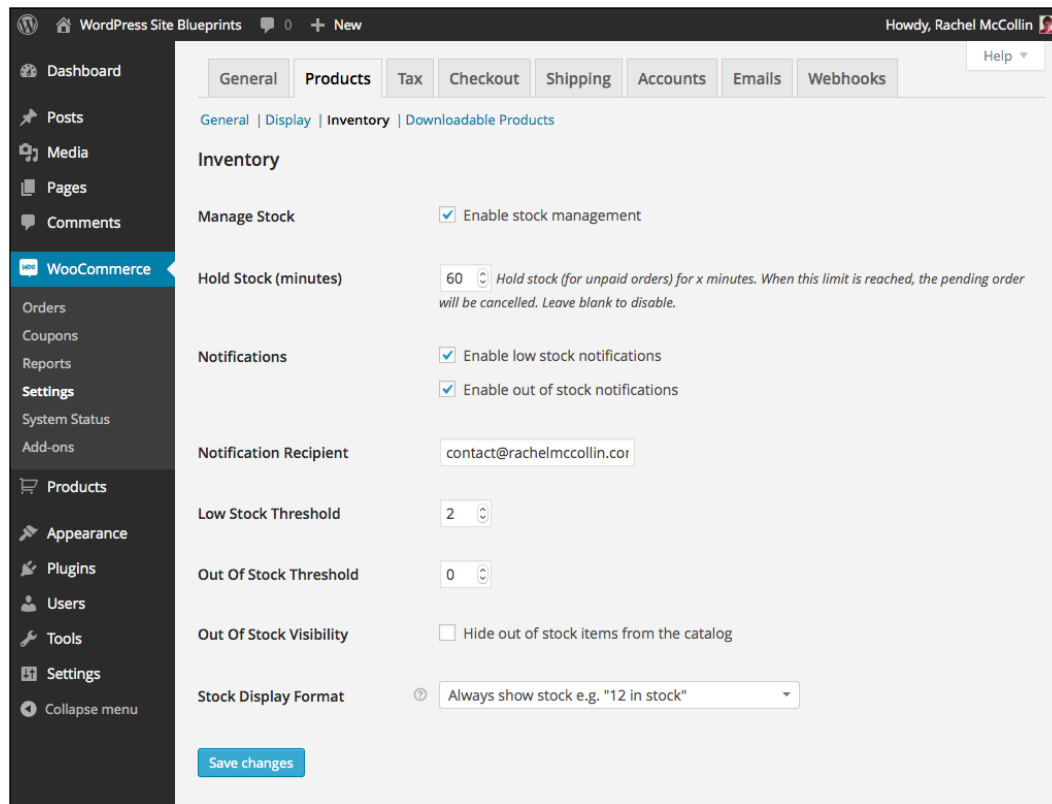 WordPress Site Blueprints 0 + New Howdy, Rachel McCollin
Help
Dashboard
Posts
Media
Pages
Comments
WooCommerce
Orders
Coupons
Reports
Settings
System Status
Add-ons
Products
Appearance
Plugins
Users
Tools
Settings
Collapse menu
General Products Tax Checkout Shipping Accounts Emails Webhooks
General | Display | Inventory | Downloadable Products
Inventory
Manage Stock Enable stock management
Hold Stock (minutes) 60 Hold stock (for unpaid orders) for x minutes. When this limit is reached, the pending order
will be cancelled. Leave blank to disable.
Notifications Enable low stock notifications
Enable out of stock notifications
Notification Recipient contact@rachelmccollin.cor
Low Stock Threshold 2
Out Of Stock Threshold 0
Out Of Stock Visibility Hide out of stock items from the catalog
Stock Display Format Always show stock e.g. "12 in stock"
Save changes